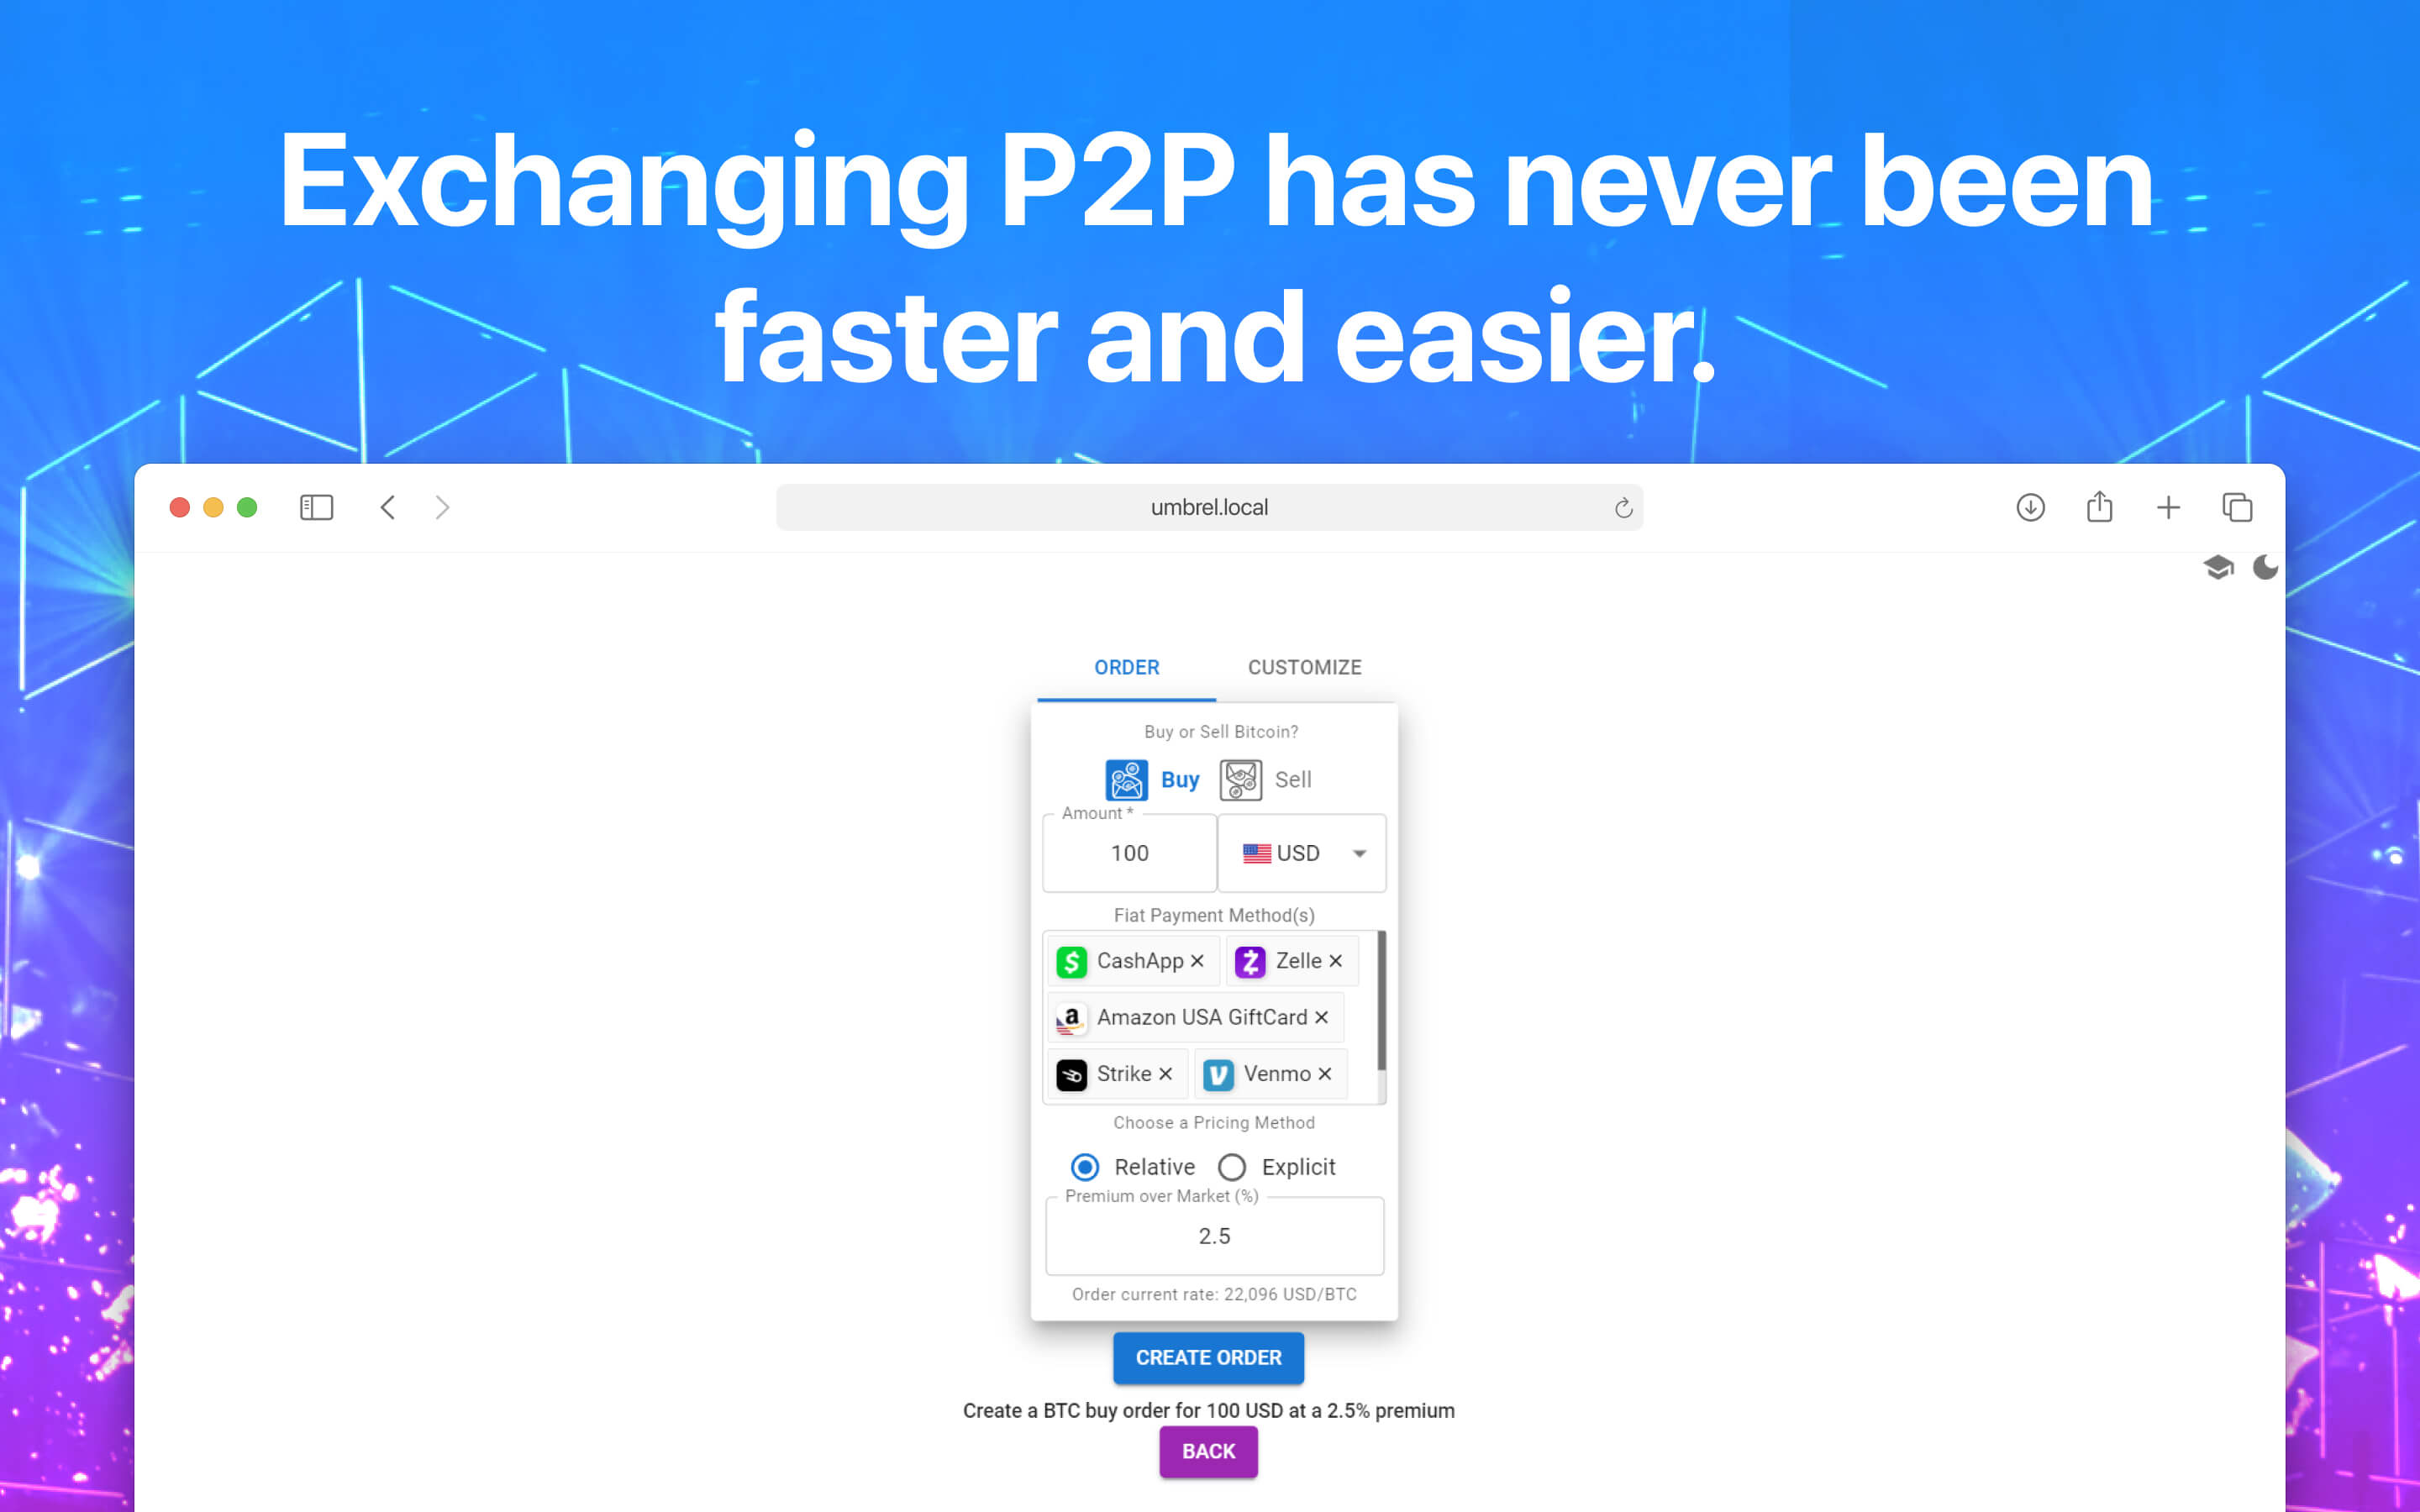 Exchanging P2P has never been
faster and easier.
umbrel.local
ORDER CUSTOMIZE
Buy or Sell Bitcoin?
Buy Sell
Amount *
100 USD
Fiat Payment Method(s)
CashApp Zelle
Amazon USA GiftCard
Strike Venmo
Choose a Pricing Method
Relative Explicit
Premium over Market (%)
2.5
Order current rate: 22,096 USD/BTC
CREATE ORDER
Create a BTC buy order for 100 USD at a 2.5% premium
BACK